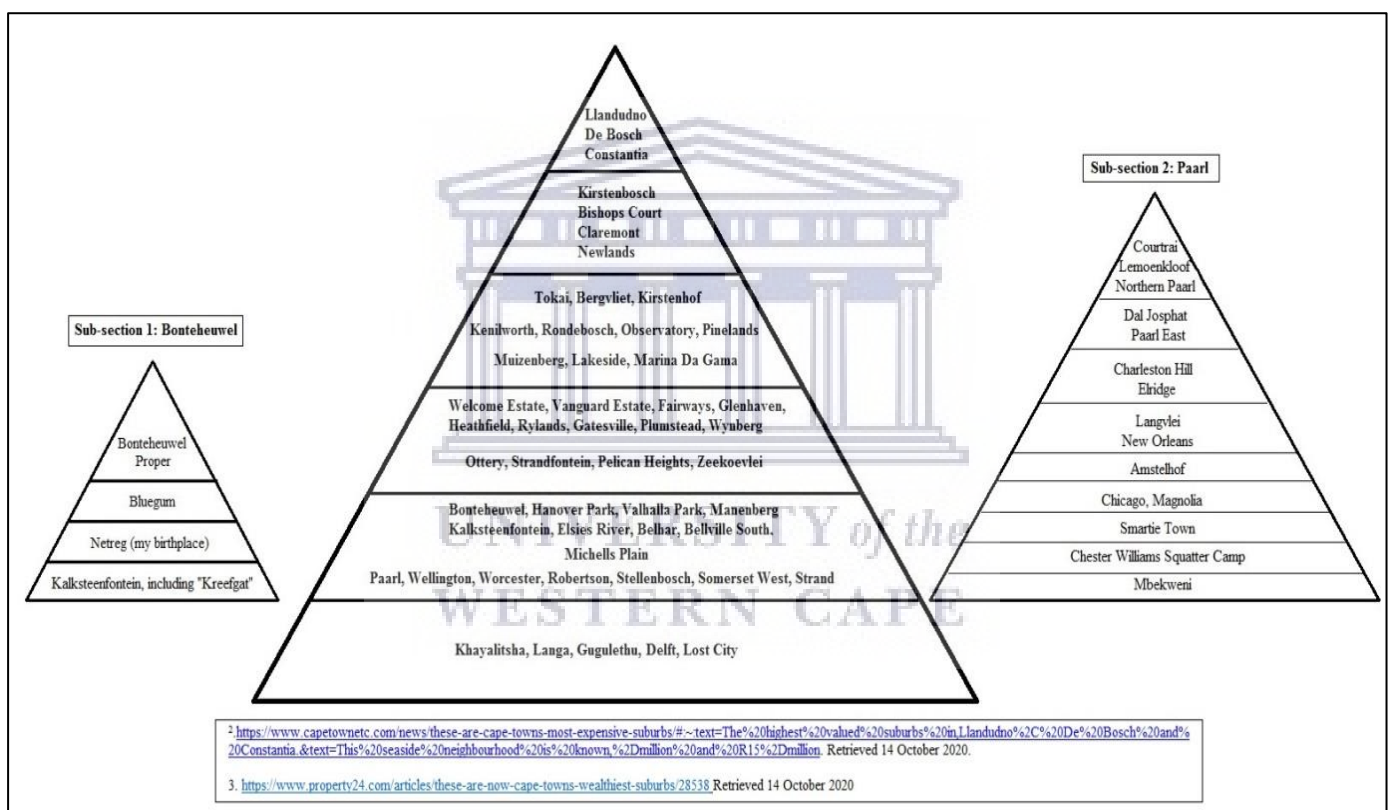 Llandudno
De Bosch
Constantia
Kirstenbosch
Bishops Court
Claremont
Newlands
Tokai, Bergvliet, Kirstenhof
Kenilworth, Rondebosch, Observatory, Pinelands
Muizenberg, Lakeside, Marina Da Gama
Welcome Estate, Vanguard Estate, Fairways, Glenhaven,
Heathfield, Rylands, Gatesville, Plumstead, Wynberg
Ottery, Strandfontein, Pelican Heights, Zeekoevlei
Bonteheuwel, Hanover Park, Valhalla Park, Manenberg
Kalksteenfontein, Elsies River, Belhar, Bellville South,
Michells Plain
Paarl, Wellington, Worcester, Robertson, Stellenbosch, Somerset West, Strand
Khayalitsha, Langa, Gugulethu, Delft, Lost City
Sub-section 1: Bonteheuwel
Bonteheuwel
Proper
Bluegum
Netreg (my birthplace)
Kalksteenfontein, including "Kreefgat"
Sub-section 2: Paarl
Courtrai
Lemoenkloof
Northern Paarl
Dal Josphat
Paarl East
Charleston Hill
Elridge
Langvlei
New Orleans
Amstelhof
Chicago, Magnolia
Smartie Town
Chester Williams Squatter Camp
Mbekweni
UNIVERSITY of the
WESTERN CAPE
2.https://www.capetownetc.com/news/these-are-cape-towns-most-expensive-suburbs/#:~:text=The%20highest%20valued%20suburbs%20in,Llandudno%2C%20De%20Bosch%20and%
20Constantia.&text=This%20seaside%20neighbourhood%20is%20known,%2Dmillion%20and%20R15%2Dmillion. Retrieved 14 October 2020.
3. https://www.property24.com/articles/these-are-now-cape-towns-wealthiest-suburbs/28538 Retrieved 14 October 2020